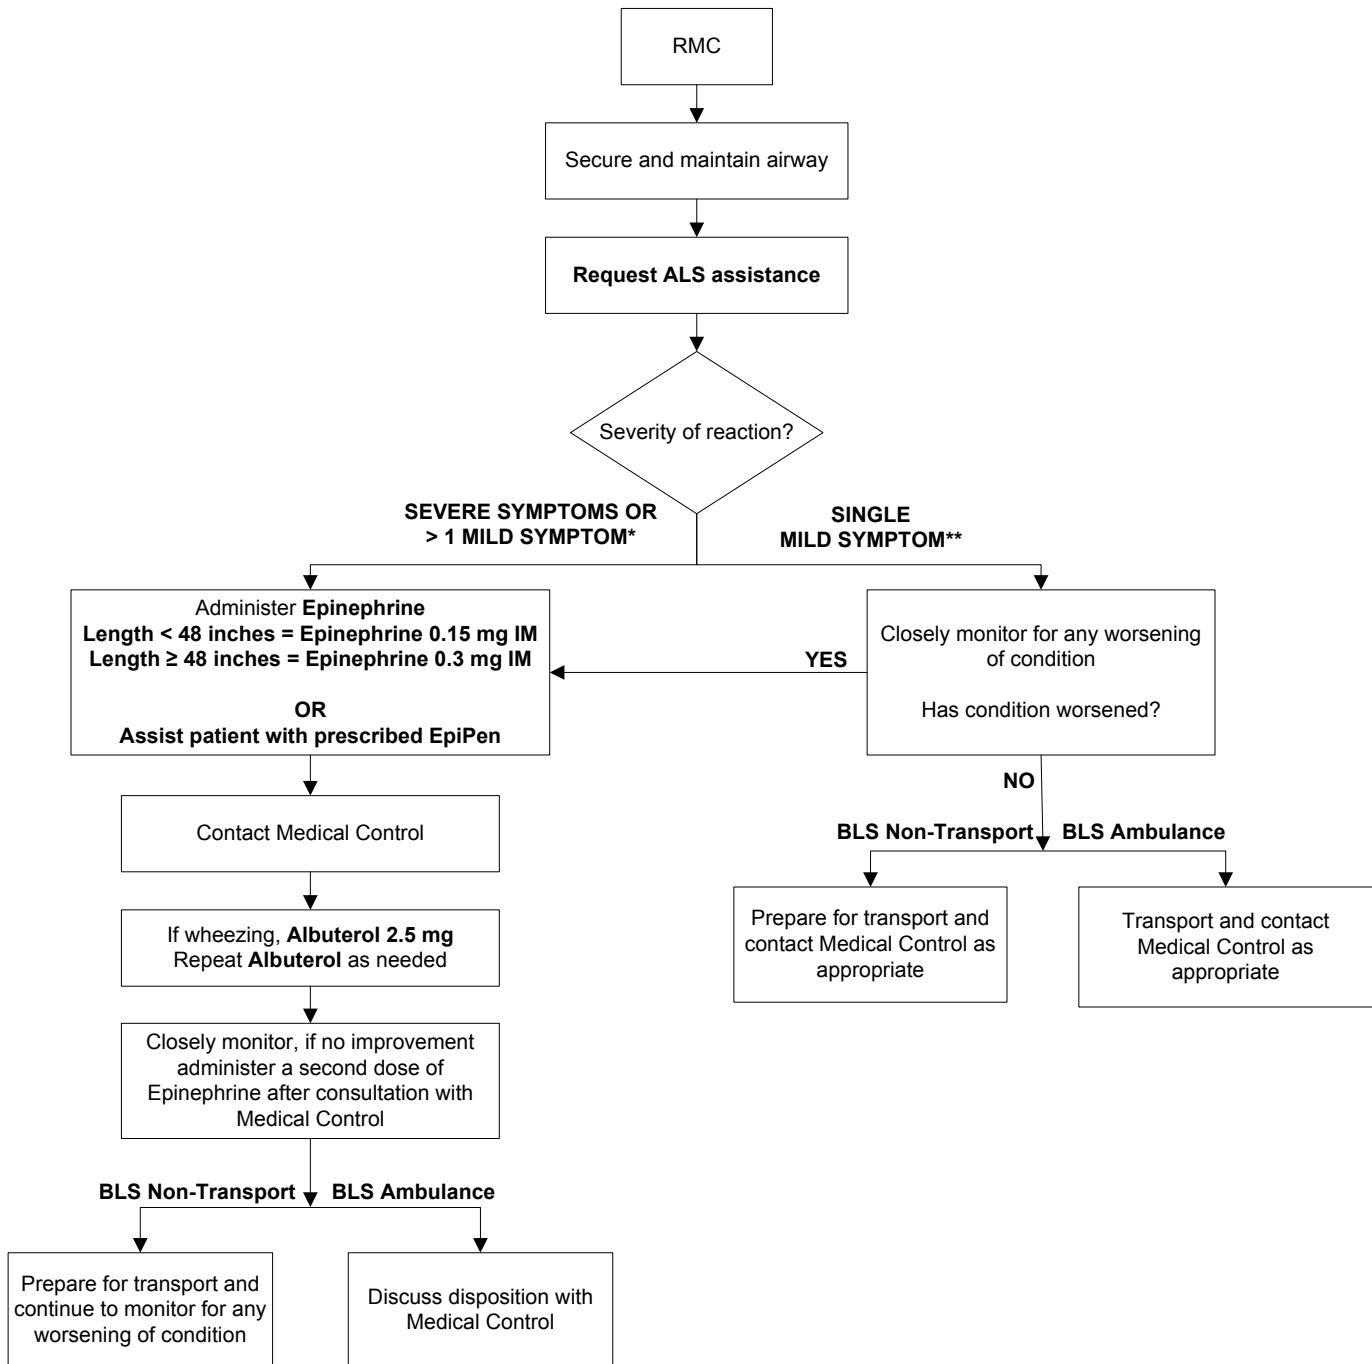 RMC
Secure and maintain airway
Request ALS assistance
Severity of reaction?
SEVERE SYMPTOMS OR
> 1 MILD SYMPTOM*
SINGLE
MILD SYMPTOM**
Administer Epinephrine
Length < 48 inches = Epinephrine 0.15 mg IM
Length ≥ 48 inches = Epinephrine 0.3 mg IM
OR
Assist patient with prescribed EpiPen
YES
Closely monitor for any worsening
of condition
Has condition worsened?
NO
Contact Medical Control
BLS Non-Transport
BLS Ambulance
Prepare for transport and
contact Medical Control as
appropriate
Transport and contact
Medical Control as
appropriate
If wheezing, Albuterol 2.5 mg
Repeat Albuterol as needed
Closely monitor, if no improvement
administer a second dose of
Epinephrine after consultation with
Medical Control
BLS Non-Transport
BLS Ambulance
Prepare for transport and
continue to monitor for any
worsening of condition
Discuss disposition with
Medical Control